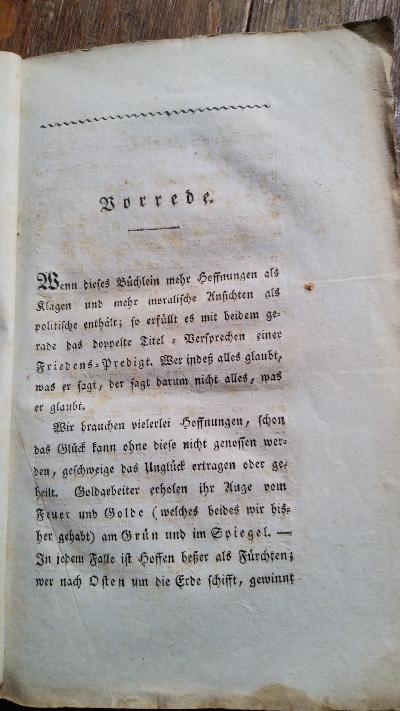 Vorrede.
Wenn dieses Büchlein mehr Hoffnungen als
Klagen und mehr moralische Ansichten als
politische enthält; so erfüllt es mit beidem ge-
rade das doppelte Titel-Versprechen einer
Friedens-Predigt. Wer indeß alles glaubt,
was er sagt, der sagt darum nicht alles, was
er glaubt.
Wir brauchen vielerlei Hoffnungen, schon
das Glück kann ohne diese nicht genossen wer-
den, geschweige das Unglück ertragen oder ge-
heilt. Goldarbeiter erholen ihr Auge vom
Feuer und Golde (welches beides wir bis-
her gehabt) am Grün und im Spiegel. —
In jedem Falle ist Hoffen beßer als Fürchten;
wer nach Osten um die Erde schifft, gewinnt